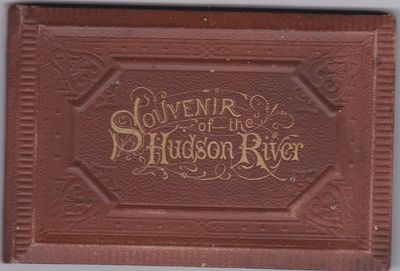 Souvenir
of the
Hudson River